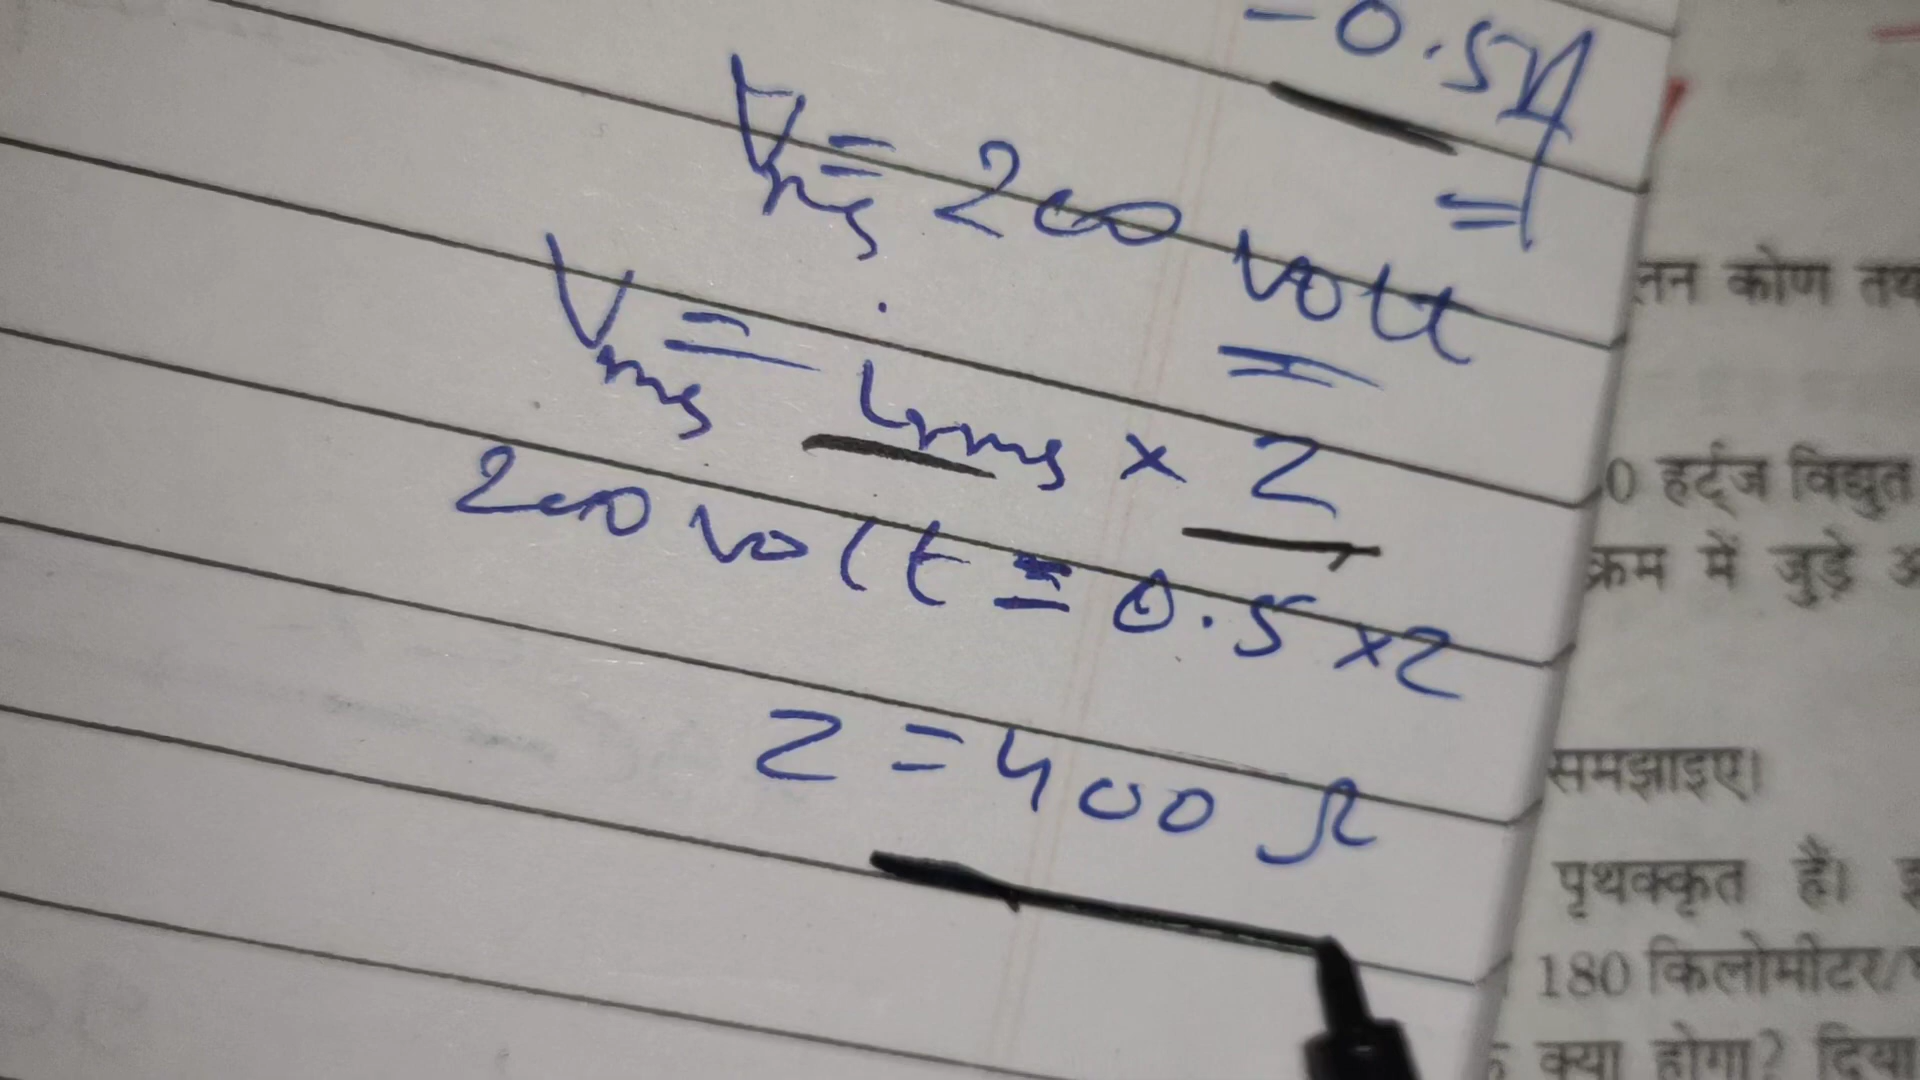 - 0.5A
Vrms = 200 volt
Vrms = irms × Z
200 volt = 0.5 × Z
Z = 400 Ω
कोण
0 हर्ट्ज विद्युत
क्रम में जुड़े
समझाइए।
पृथक्कृत है।
180 किलोमीटर/
क्या होगा? दिया